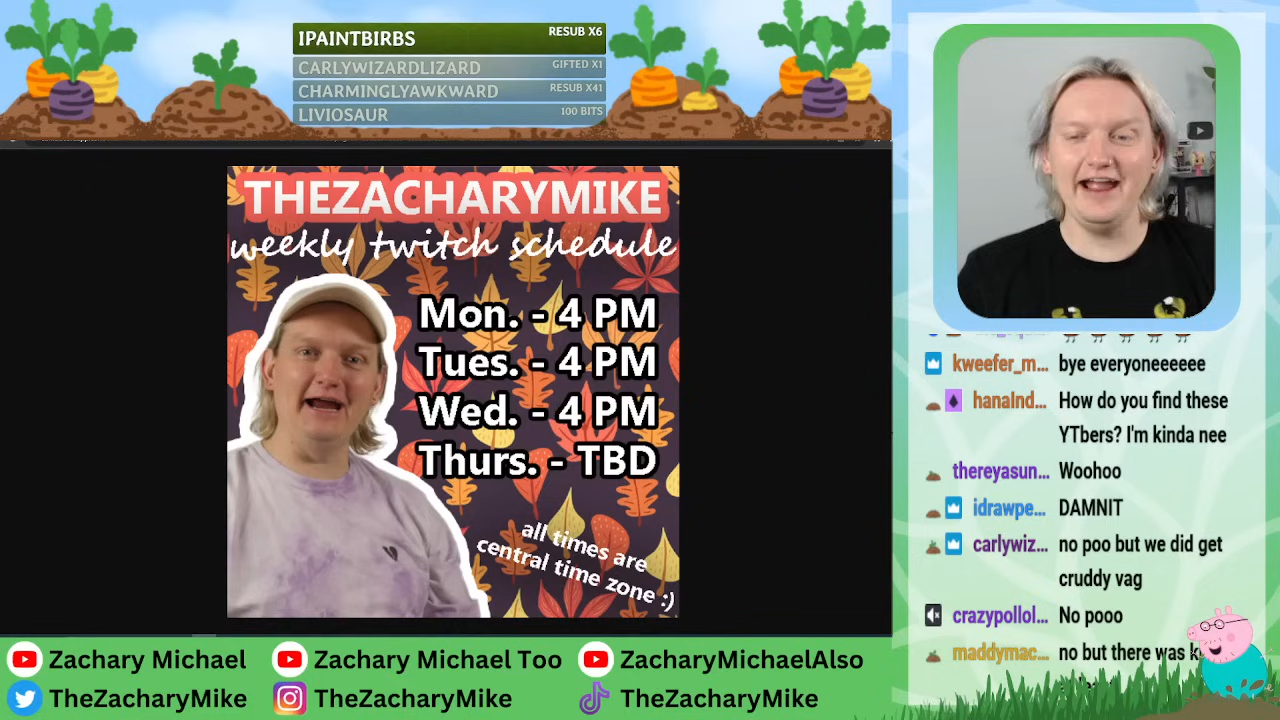 IPAINTBIRBS RESUB X6
CARLYWIZARDLIZARD GIFTED X1
CHARMINGLYAWKWARD RESUB X41
LIVIOSAUR 100 BITS
THEZACHARYMIKE
weekly twitch schedule
Mon. - 4 PM
Tues. - 4 PM
Wed. - 4 PM
Thurs. - TBD
all times are
central time zone :)
kweefer_m... bye everyoneeeeee
hanaInd... How do you find these
YTbers? I'm kinda nee
thereyasun... Woohoo
idrawpe... DAMNIT
carlywiz... no poo but we did get
cruddy vag
crazypollol... No pooo
maddymac... no but there was
Zachary Michael Zachary Michael Too ZacharyMichaelAlso
TheZacharyMike TheZacharyMike TheZacharyMike